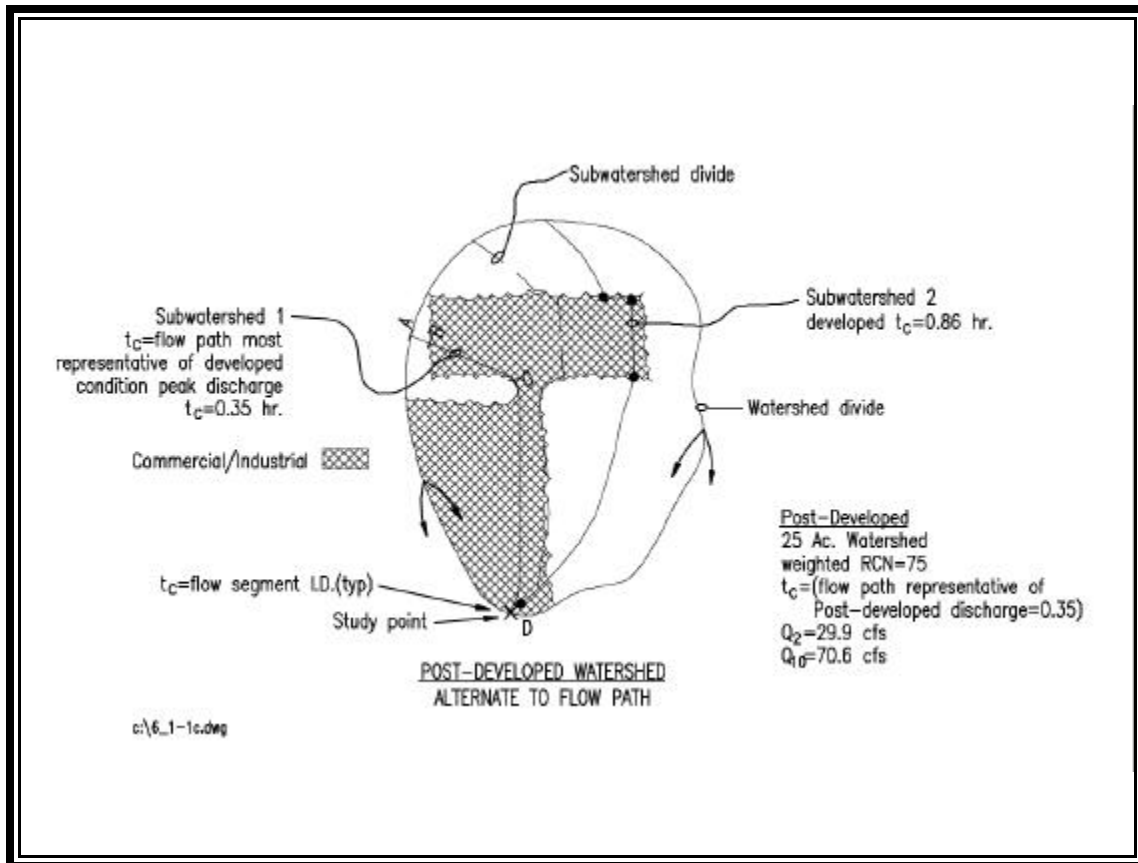 Subwatershed divide
Subwatershed 1
tc=flow path most
representative of developed
condition peak discharge
tc=0.35 hr.
Subwatershed 2
developed tc=0.86 hr.
Watershed divide
Commercial/Industrial
A
tc=flow segment I.D.(typ)
Study point
D
Post-Developed
25 Ac. Watershed
weighted RCN=75
tc=(flow path representative of
Post-developed discharge=0.35)
Q2=29.9 cfs
Q10=70.6 cfs
POST-DEVELOPED WATERSHED
ALTERNATE TO FLOW PATH
c:\6_1-1c.dwg